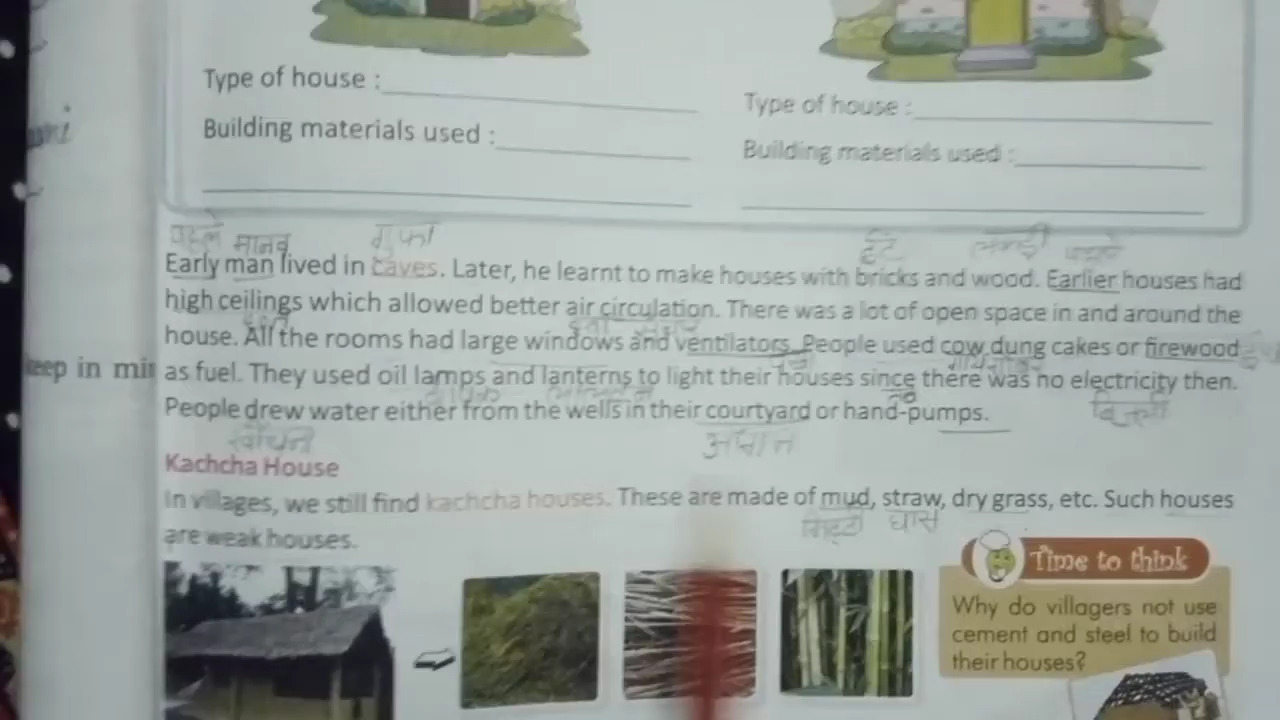 Type of house :
Type of house :
Building materials used :
Building materials used :
पहले मानव गुफा ईंट लकड़ी पहले
Early man lived in caves. Later, he learnt to make houses with bricks and wood. Earlier houses had
high ceilings which allowed better air circulation. There was a lot of open space in and around the
हवा संचार
house. All the rooms had large windows and ventilators. People used cow dung cakes or firewood
keep in
as fuel. They used oil lamps and lanterns to light their houses since there was no electricity then.
People drew water either from the wells in their courtyard or hand-pumps.
बिजली
Kachcha House
In villages, we still find kachcha houses. These are made of mud, straw, dry grass, etc. Such houses
मिट्टी घास
are weak houses.
Time to think
Why do villagers not use
cement and steel to build
their houses?